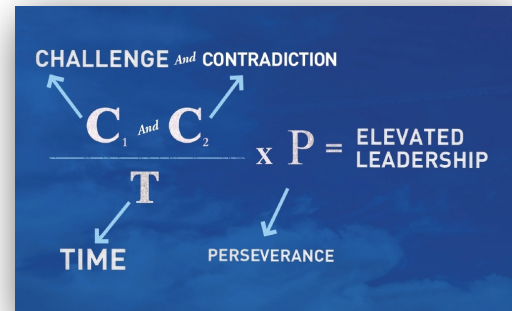 CHALLENGE And CONTRADICTION
C1 And C2
T
x P = ELEVATED
LEADERSHIP
TIME
PERSEVERANCE